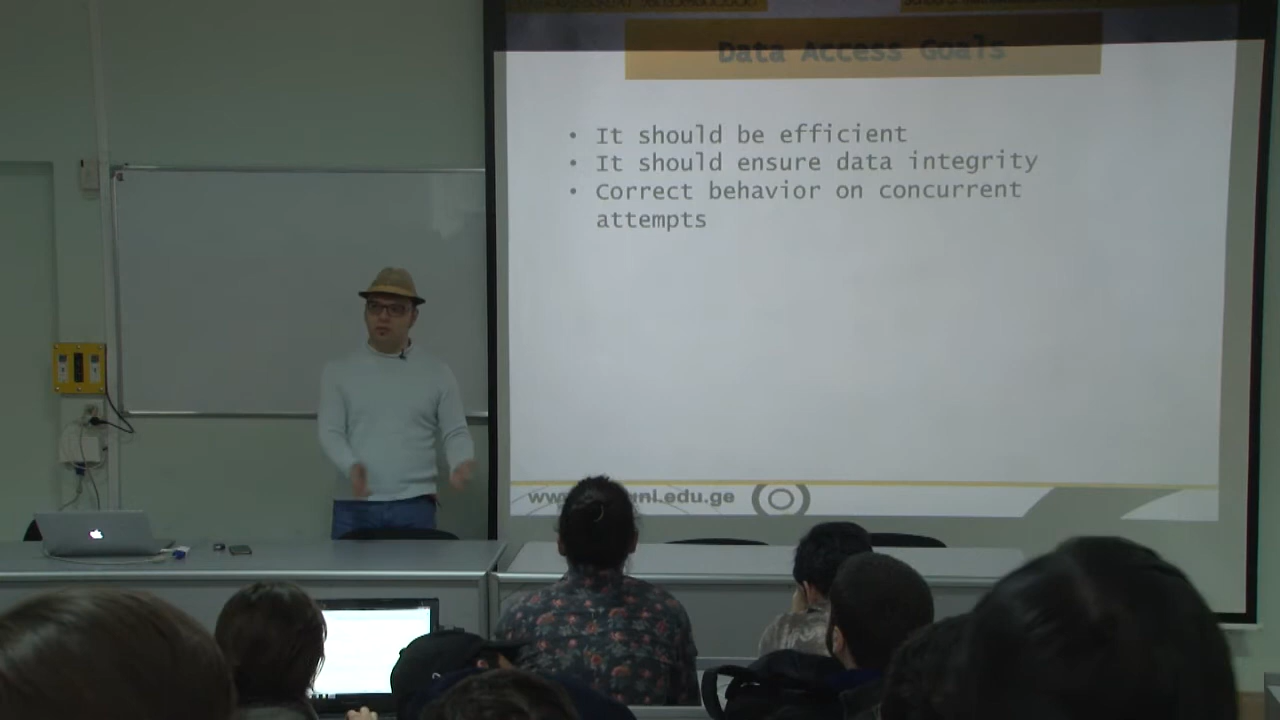 Data Access Goals
• It should be efficient
• It should ensure data integrity
• Correct behavior on concurrent
attempts